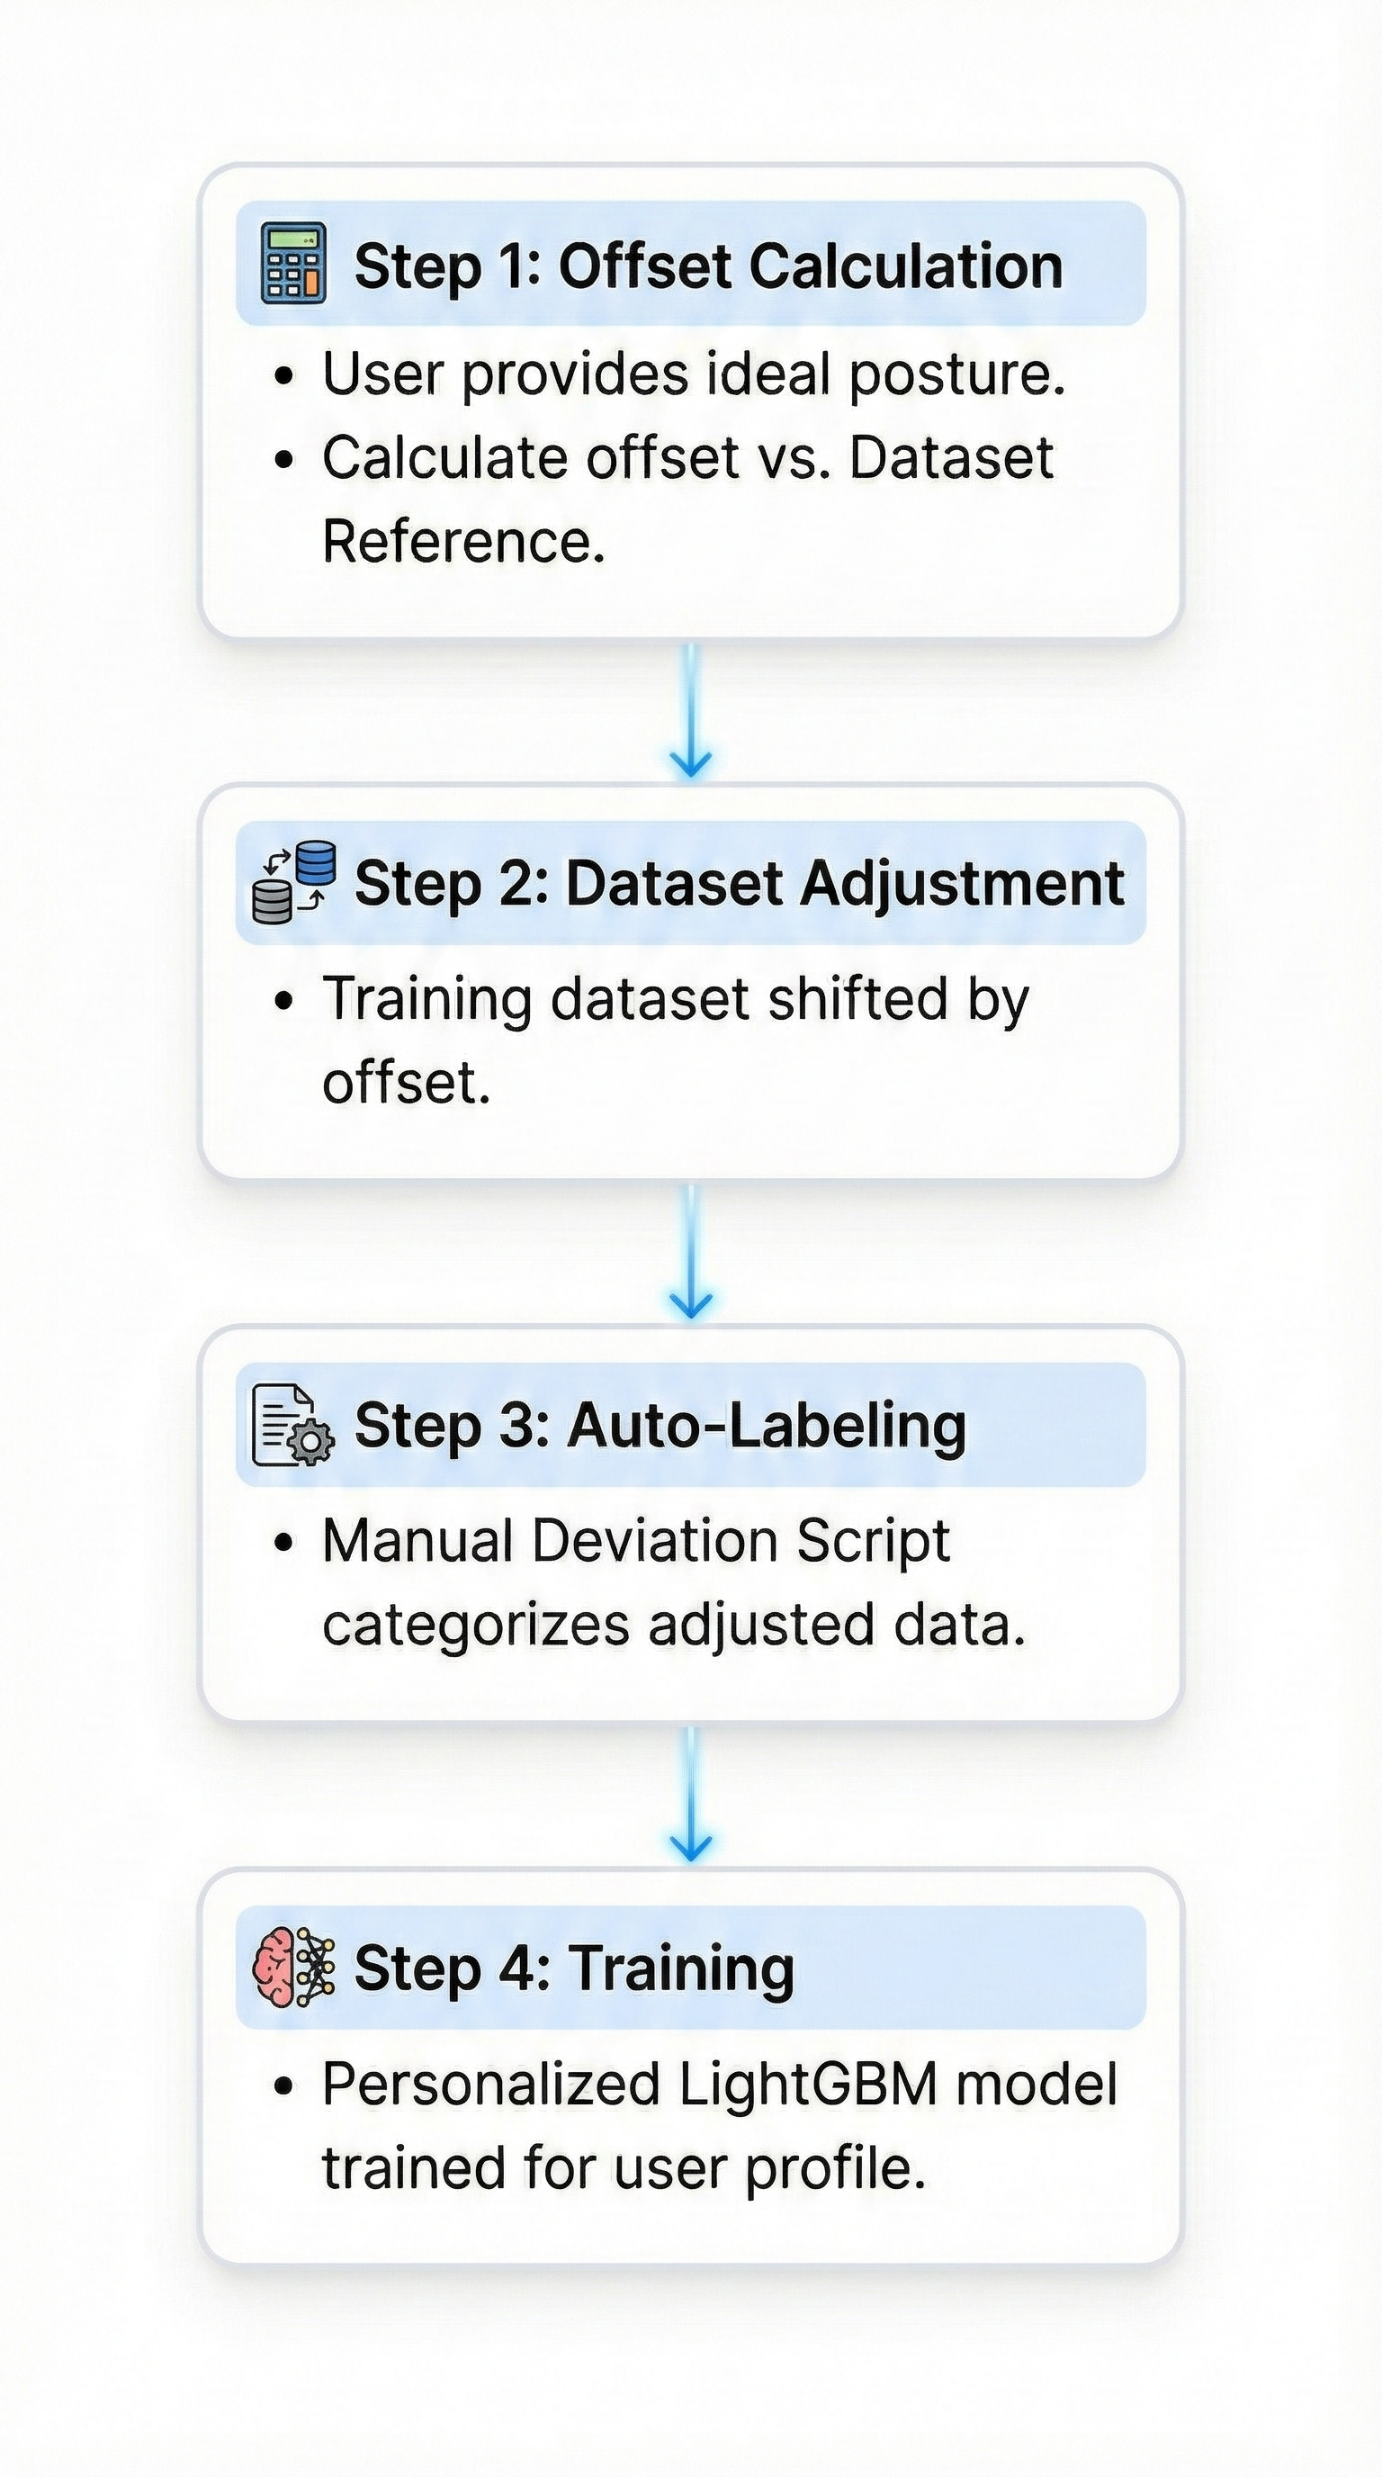 Step 1: Offset Calculation
• User provides ideal posture.
• Calculate offset vs. Dataset
Reference.
Step 2: Dataset Adjustment
• Training dataset shifted by
offset.
Step 3: Auto-Labeling
• Manual Deviation Script
categorizes adjusted data.
Step 4: Training
• Personalized LightGBM model
trained for user profile.